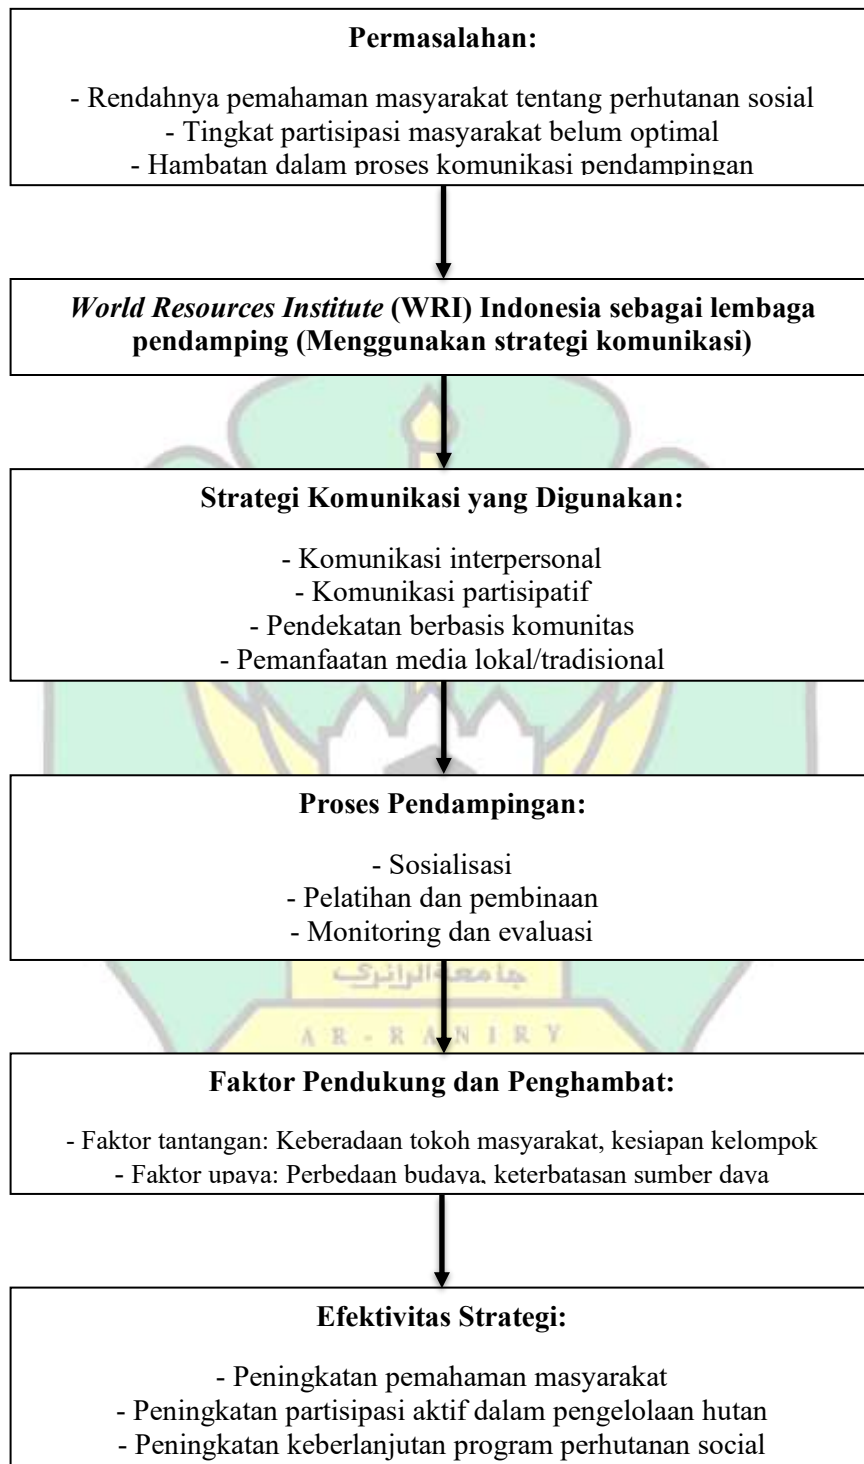 Permasalahan:
- Rendahnya pemahaman masyarakat tentang perhutanan sosial
- Tingkat partisipasi masyarakat belum optimal
- Hambatan dalam proses komunikasi pendampingan
World Resources Institute (WRI) Indonesia sebagai lembaga
pendamping (Menggunakan strategi komunikasi)
Strategi Komunikasi yang Digunakan:
- Komunikasi interpersonal
- Komunikasi partisipatif
- Pendekatan berbasis komunitas
- Pemanfaatan media lokal/tradisional
Proses Pendampingan:
- Sosialisasi
- Pelatihan dan pembinaan
- Monitoring dan evaluasi
جامعة الرانري
AR-RANIRY
Faktor Pendukung dan Penghambat:
- Faktor tantangan: Keberadaan tokoh masyarakat, kesiapan kelompok
- Faktor upaya: Perbedaan budaya, keterbatasan sumber daya
Efektivitas Strategi:
- Peningkatan pemahaman masyarakat
- Peningkatan partisipasi aktif dalam pengelolaan hutan
- Peningkatan keberlanjutan program perhutanan social